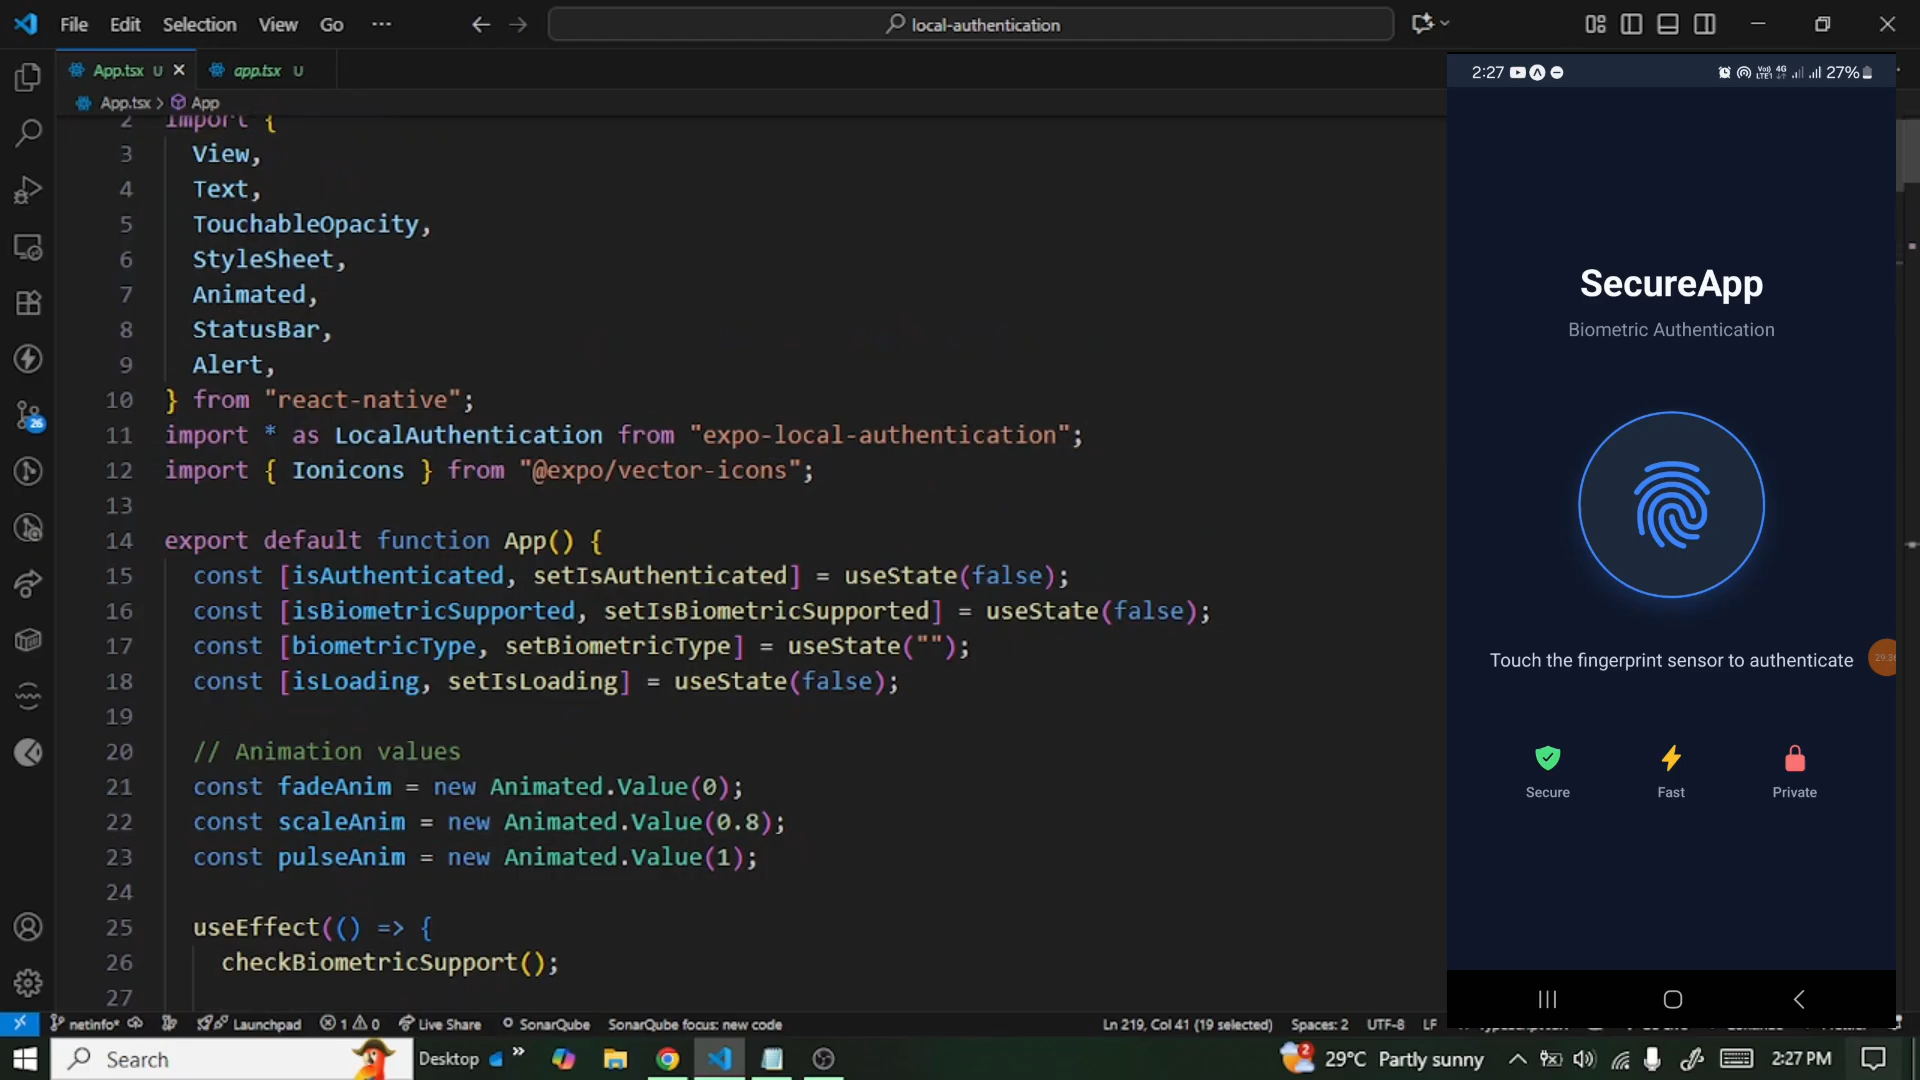 File Edit Selection View Go ···
local-authentication
App.tsx U
app.tsx U
App.tsx > App
2 import {
3 View,
4 Text,
5 TouchableOpacity,
6 StyleSheet,
7 Animated,
8 StatusBar,
9 Alert,
10 } from "react-native";
11 import * as LocalAuthentication from "expo-local-authentication";
12 import { Ionicons } from "@expo/vector-icons";
13
14 export default function App() {
15 const [isAuthenticated, setIsAuthenticated] = useState(false);
16 const [isBiometricSupported, setIsBiometricSupported] = useState(false);
17 const [biometricType, setBiometricType] = useState("");
18 const [isLoading, setIsLoading] = useState(false);
19
20 // Animation values
21 const fadeAnim = new Animated.Value(0);
22 const scaleAnim = new Animated.Value(0.8);
23 const pulseAnim = new Animated.Value(1);
24
25 useEffect(() => {
26 checkBiometricSupport();
27
26
2:27
4G 27%
SecureApp
Biometric Authentication
Touch the fingerprint sensor to authenticate
Secure
Fast
Private
netinfo* Launchpad 1 0 Live Share SonarQube SonarQube focus: new code
Ln 219, Col 41 (19 selected) Spaces: 2 UTF-8 LF
Search
Desktop
2
29°C Partly sunny
2:27 PM